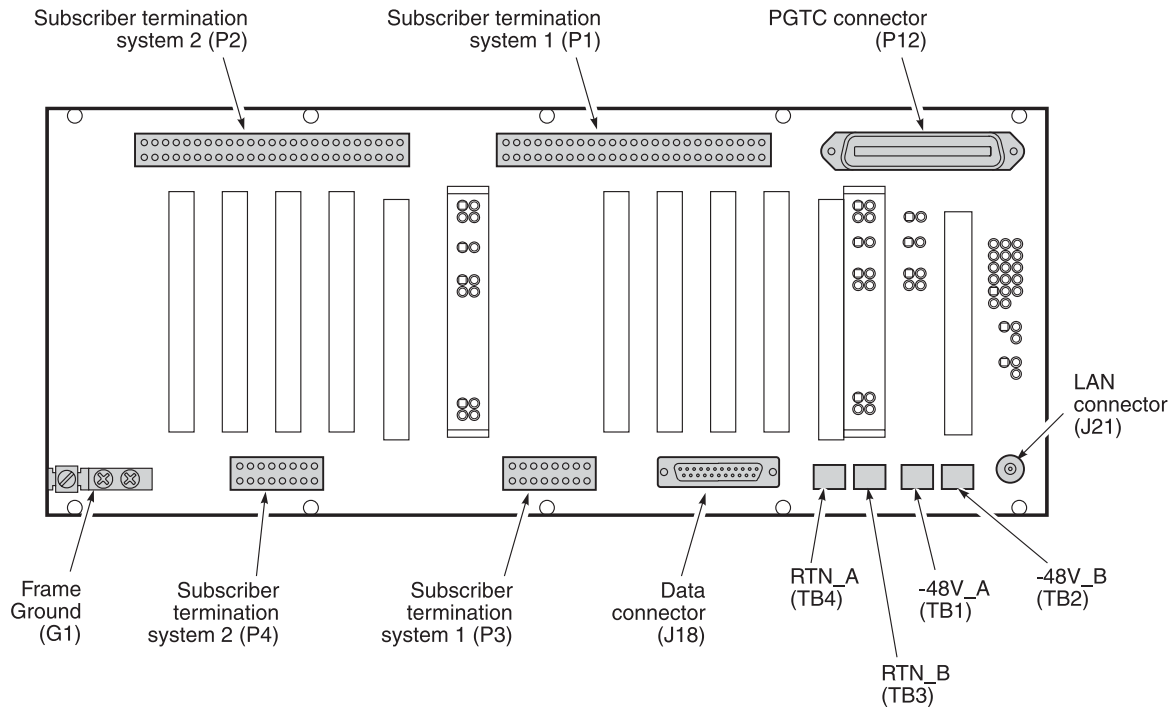 Subscriber termination
system 2 (P2)
Subscriber termination
system 1 (P1)
PGTC connector
(P12)
LAN
connector
(J21)
Frame
Ground
(G1)
Subscriber
termination
system 2 (P4)
Subscriber
termination
system 1 (P3)
Data
connector
(J18)
RTN_A
(TB4)
RTN_B
(TB3)
-48V_A
(TB1)
-48V_B
(TB2)